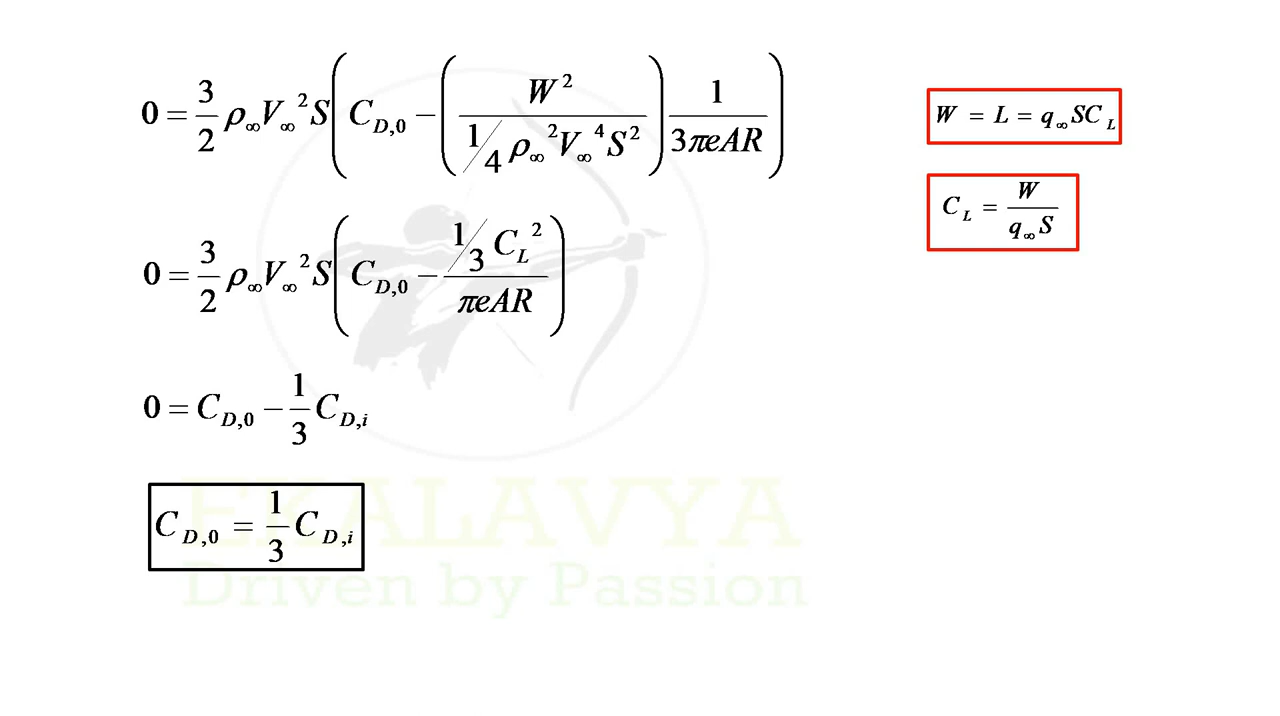 0 = 3/2 ρ∞V∞²S(C_D,0 − (W² / (1/4 ρ∞²V∞⁴S²)) 1/(3πeAR))
W = L = q∞SC_L
C_L = W / (q∞S)
0 = 3/2 ρ∞V∞²S(C_D,0 − (1/3 C_L²) / (πeAR))
0 = C_D,0 − 1/3 C_D,i
C_D,0 = 1/3 C_D,i
EKALAVYA
Driven by Passion